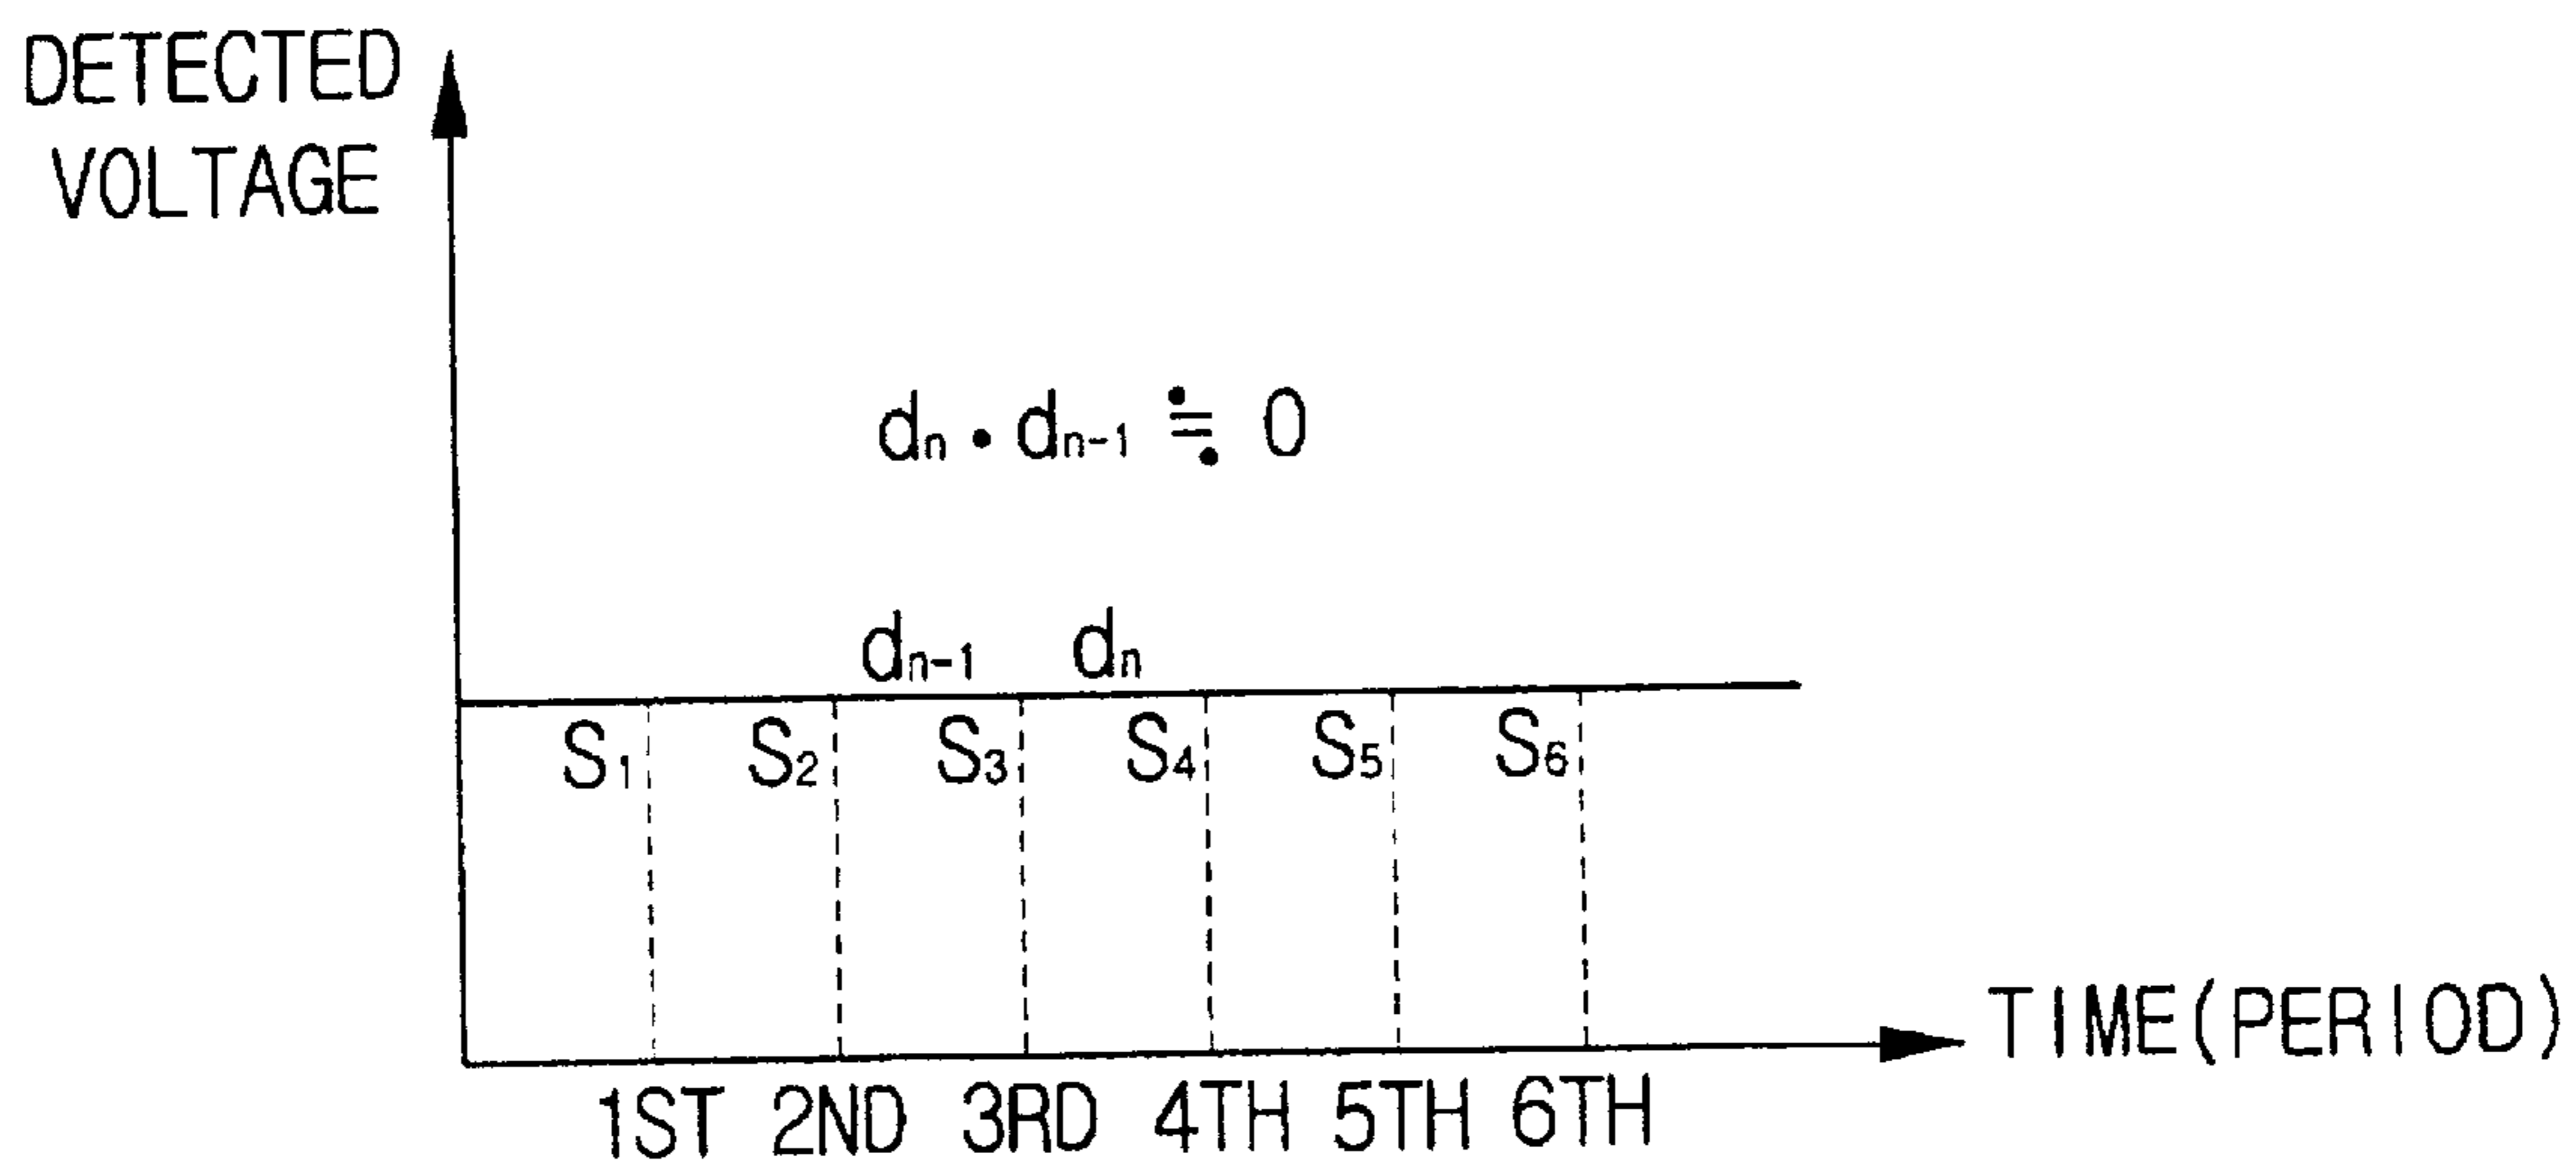 DETECTED
VOLTAGE
dₙ • dₙ₋₁ ≒ 0
dₙ₋₁ dₙ
S₁ S₂ S₃ S₄ S₅ S₆
TIME(PERIOD)
1ST 2ND 3RD 4TH 5TH 6TH